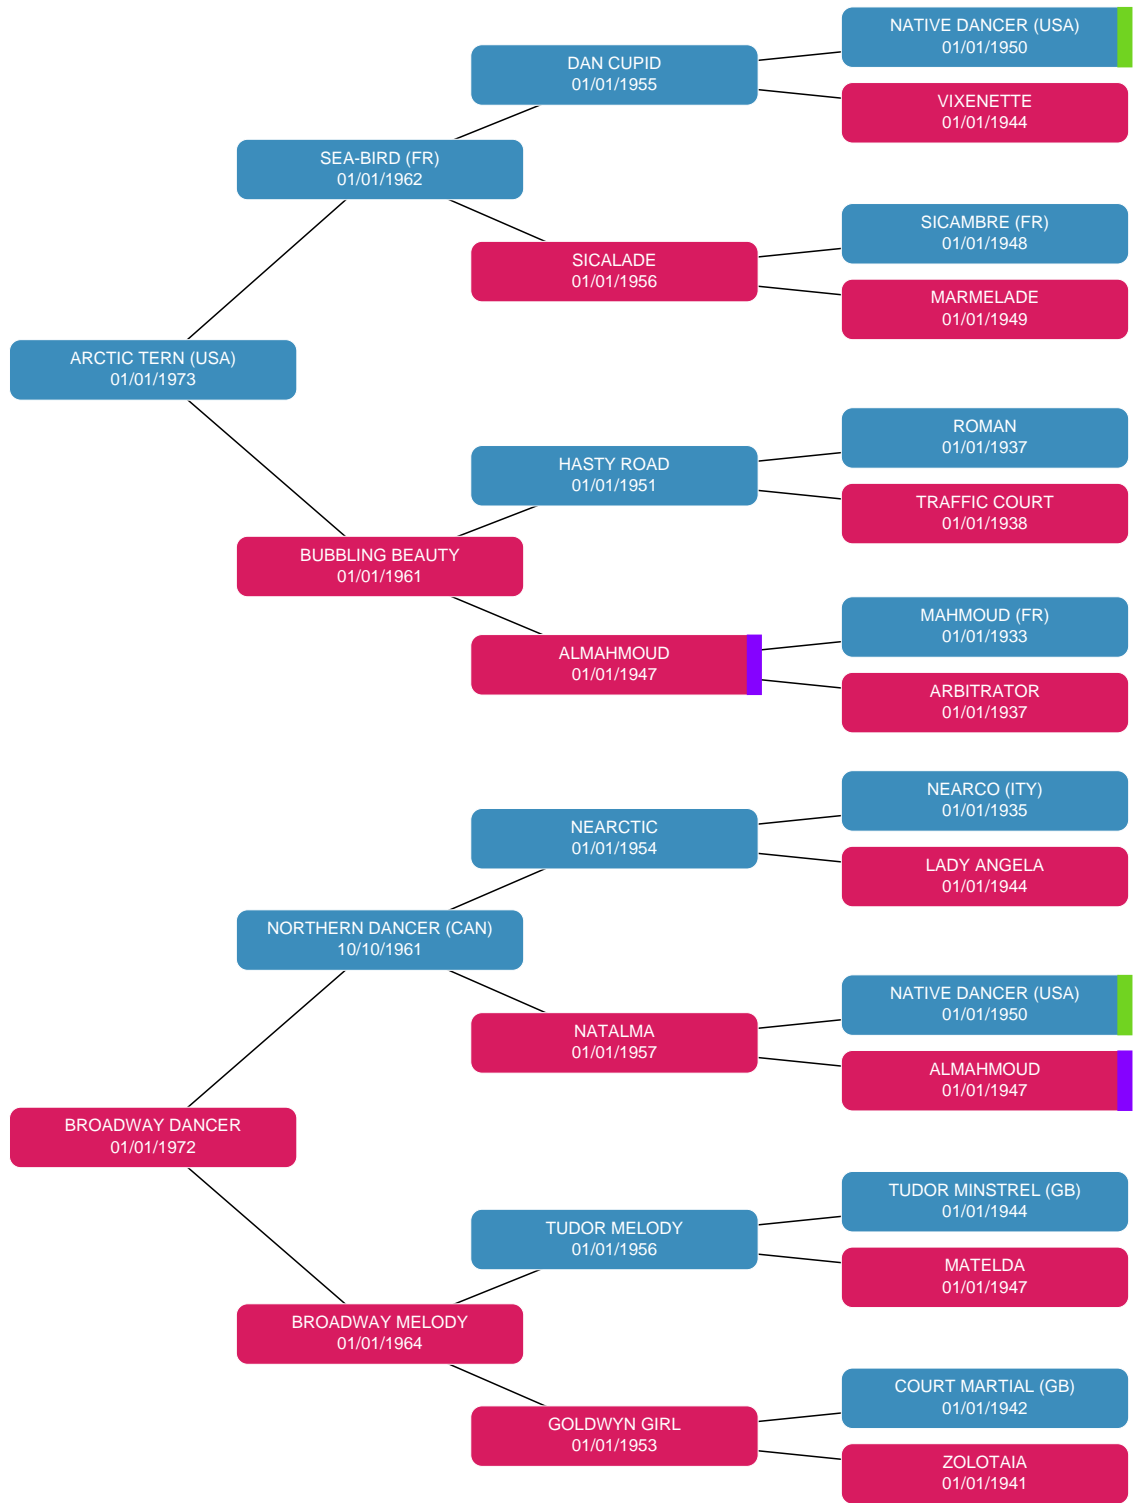 NATIVE DANCER (USA)
01/01/1950
DAN CUPID
01/01/1955
VIXENETTE
01/01/1944
SEA-BIRD (FR)
01/01/1962
SICAMBRE (FR)
01/01/1948
SICALADE
01/01/1956
MARMELADE
01/01/1949
ARCTIC TERN (USA)
01/01/1973
ROMAN
01/01/1937
HASTY ROAD
01/01/1951
TRAFFIC COURT
01/01/1938
BUBBLING BEAUTY
01/01/1961
MAHMOUD (FR)
01/01/1933
ALMAHMOUD
01/01/1947
ARBITRATOR
01/01/1937
NEARCO (ITY)
01/01/1935
NEARCTIC
01/01/1954
LADY ANGELA
01/01/1944
NORTHERN DANCER (CAN)
10/10/1961
NATIVE DANCER (USA)
01/01/1950
NATALMA
01/01/1957
ALMAHMOUD
01/01/1947
BROADWAY DANCER
01/01/1972
TUDOR MINSTREL (GB)
01/01/1944
TUDOR MELODY
01/01/1956
MATELDA
01/01/1947
BROADWAY MELODY
01/01/1964
COURT MARTIAL (GB)
01/01/1942
GOLDWYN GIRL
01/01/1953
ZOLOTAIA
01/01/1941